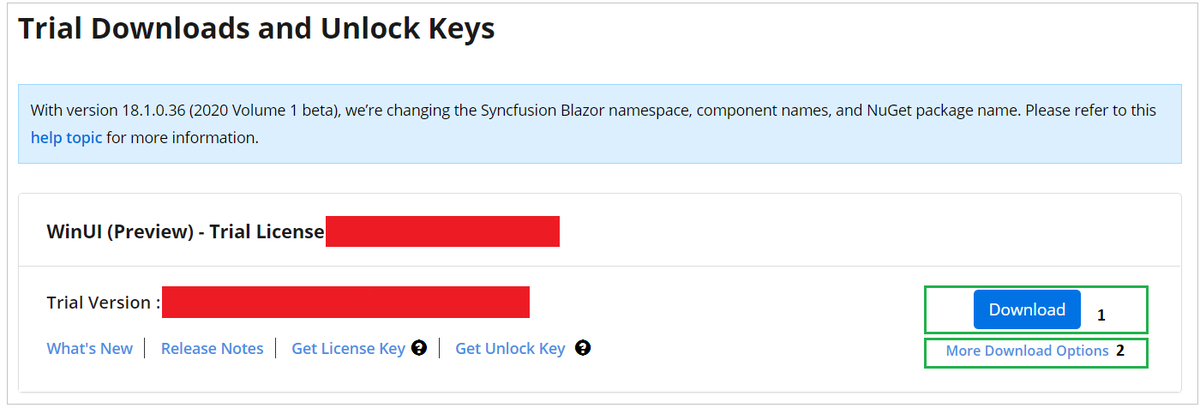 Trial Downloads and Unlock Keys
With version 18.1.0.36 (2020 Volume 1 beta), we're changing the Syncfusion Blazor namespace, component names, and NuGet package name. Please refer to this
help topic for more information.
WinUI (Preview) - Trial License
Trial Version :
Download 1
What's New | Release Notes | Get License Key ? | Get Unlock Key ?
More Download Options 2